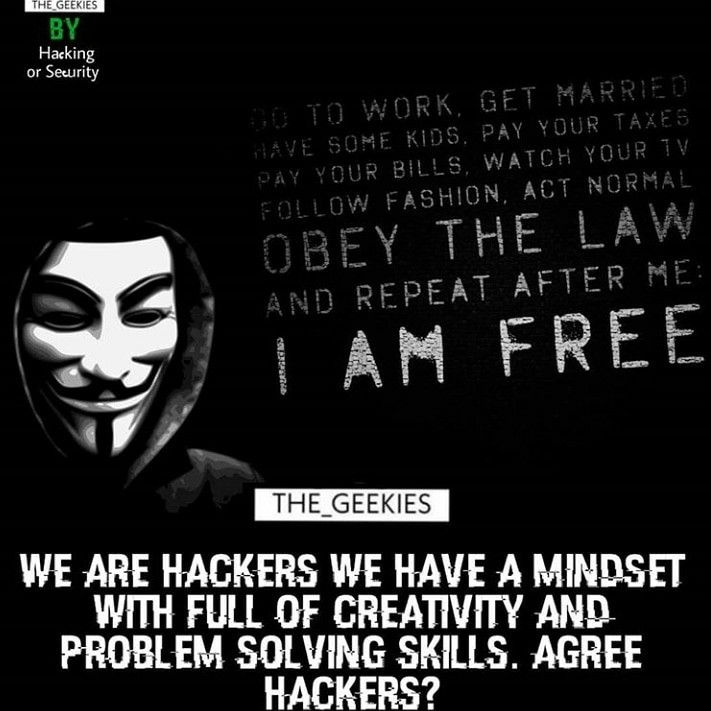 THE_GEEKIES
BY
Hacking
or Security
GO TO WORK, GET MARRIED
HAVE SOME KIDS, PAY YOUR TAXES
PAY YOUR BILLS, WATCH YOUR TV
FOLLOW FASHION, ACT NORMAL
OBEY THE LAW
AND REPEAT AFTER ME:
I AM FREE
THE_GEEKIES
WE ARE HACKERS WE HAVE A MINDSET
WITH FULL OF CREATIVITY AND
PROBLEM SOLVING SKILLS. AGREE
HACKERS?